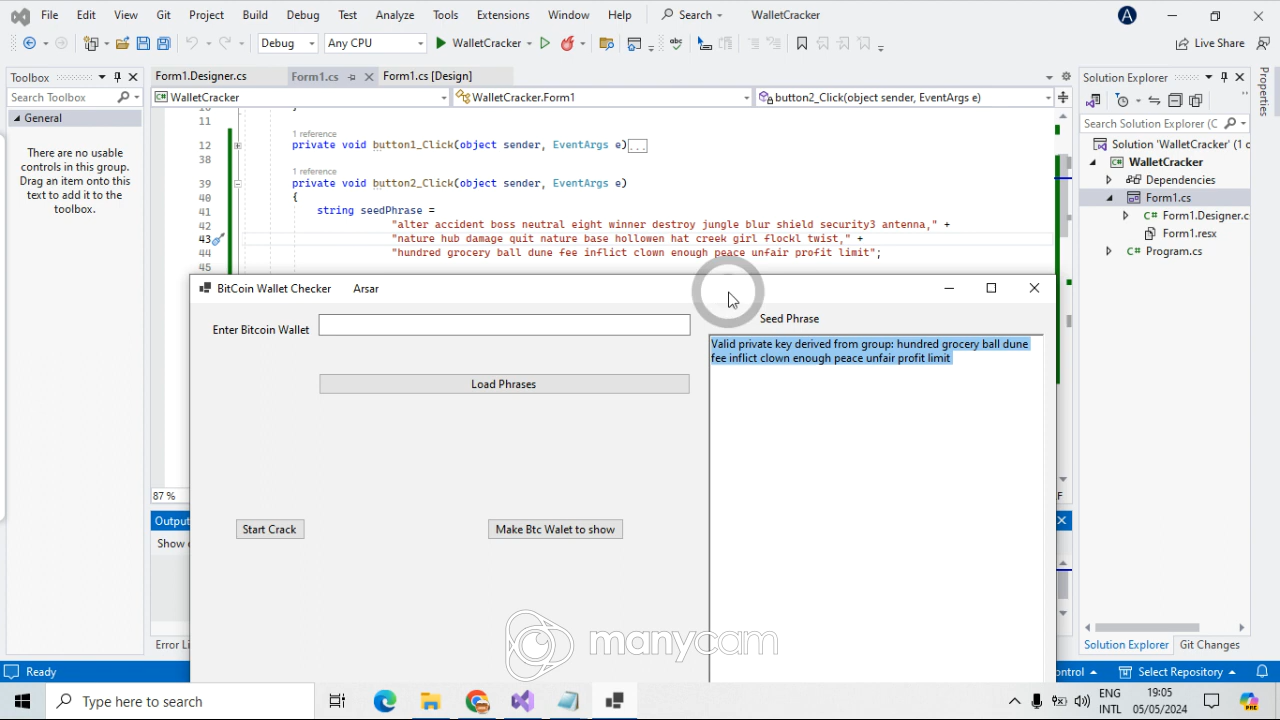 File Edit View Git Project Build Debug Test Analyze Tools Extensions Window Help Search WalletCracker A
Debug Any CPU WalletCracker Live Share
Toolbox
Search Toolbox
General
There are no usable
controls in this group.
Drag an item onto this
text to add it to the
toolbox.
Form1.Designer.cs Form1.cs Form1.cs [Design]
WalletCracker WalletCracker.Form1 button2_Click(object sender, EventArgs e)
11
1 reference
12 private void button1_Click(object sender, EventArgs e)...
38
1 reference
39 private void button2_Click(object sender, EventArgs e)
40 {
41 string seedPhrase =
42 "alter accident boss neutral eight winner destroy jungle blur shield security3 antenna," +
43 "nature hub damage quit nature base hollowen hat creek girl flockl twist," +
44 "hundred grocery ball dune fee inflict clown enough peace unfair profit limit";
45
87 %
Output
Show
Error Li
BitCoin Wallet Checker Arsar
Enter Bitcoin Wallet
Seed Phrase
Load Phrases
Valid private key derived from group: hundred grocery ball dune
fee inflict clown enough peace unfair profit limit
Start Crack Make Btc Walet to show
manycam
Solution Explorer
Search Solution Explorer (C
Solution 'WalletCracker' (1 c
WalletCracker
Dependencies
Form1.cs
Form1.Designer.c
Form1.resx
Program.cs
Solution Explorer Git Changes
Properties
Ready
ontrol Select Repository
Type here to search
ENG
INTL
19:05
05/05/2024